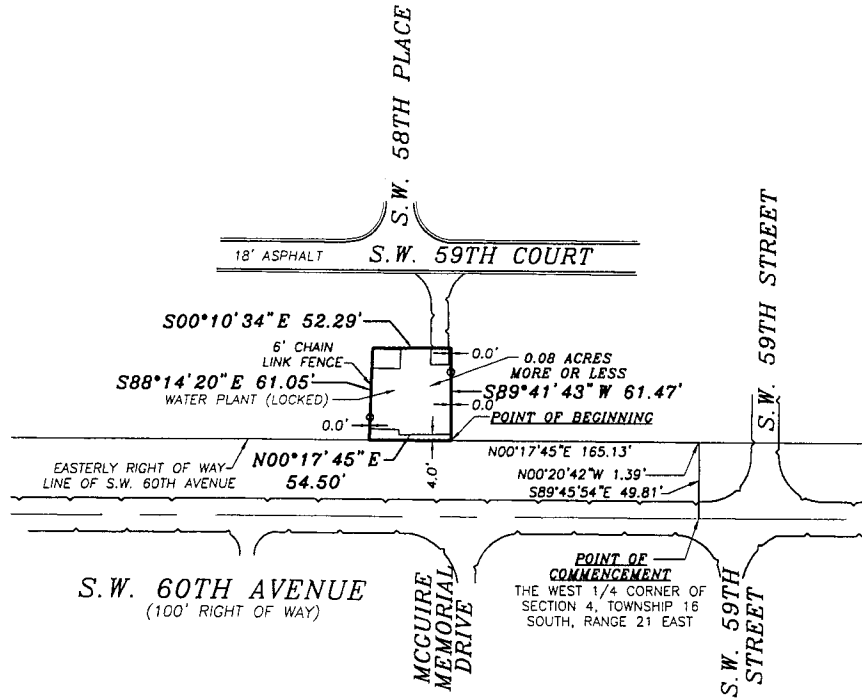 S.W. 58TH PLACE
18' ASPHALT
S.W. 59TH COURT
S.W. 59TH STREET
S00°10'34"E 52.29'
6' CHAIN
LINK FENCE
0.0'
0.08 ACRES
MORE OR LESS
S88°14'20"E 61.05'
WATER PLANT (LOCKED)
S89°41'43"W 61.47'
0.0'
0.0'
POINT OF BEGINNING
EASTERLY RIGHT OF WAY
LINE OF S.W. 60TH AVENUE
N00°17'45"E
54.50'
4.0'
N00°17'45"E 165.13'
N00°20'42"W 1.39'
S89°45'54"E 49.81'
S.W. 60TH AVENUE
(100' RIGHT OF WAY)
MCGUIRE
MEMORIAL
DRIVE
POINT OF
COMMENCEMENT
THE WEST 1/4 CORNER OF
SECTION 4, TOWNSHIP 16
SOUTH, RANGE 21 EAST
S.W. 59TH
STREET